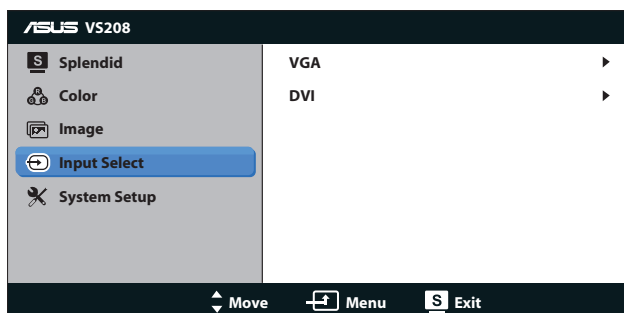 ASUS VS208
S Splendid
R G B Color
Image
Input Select
System Setup
VGA
DVI
Move Menu S Exit